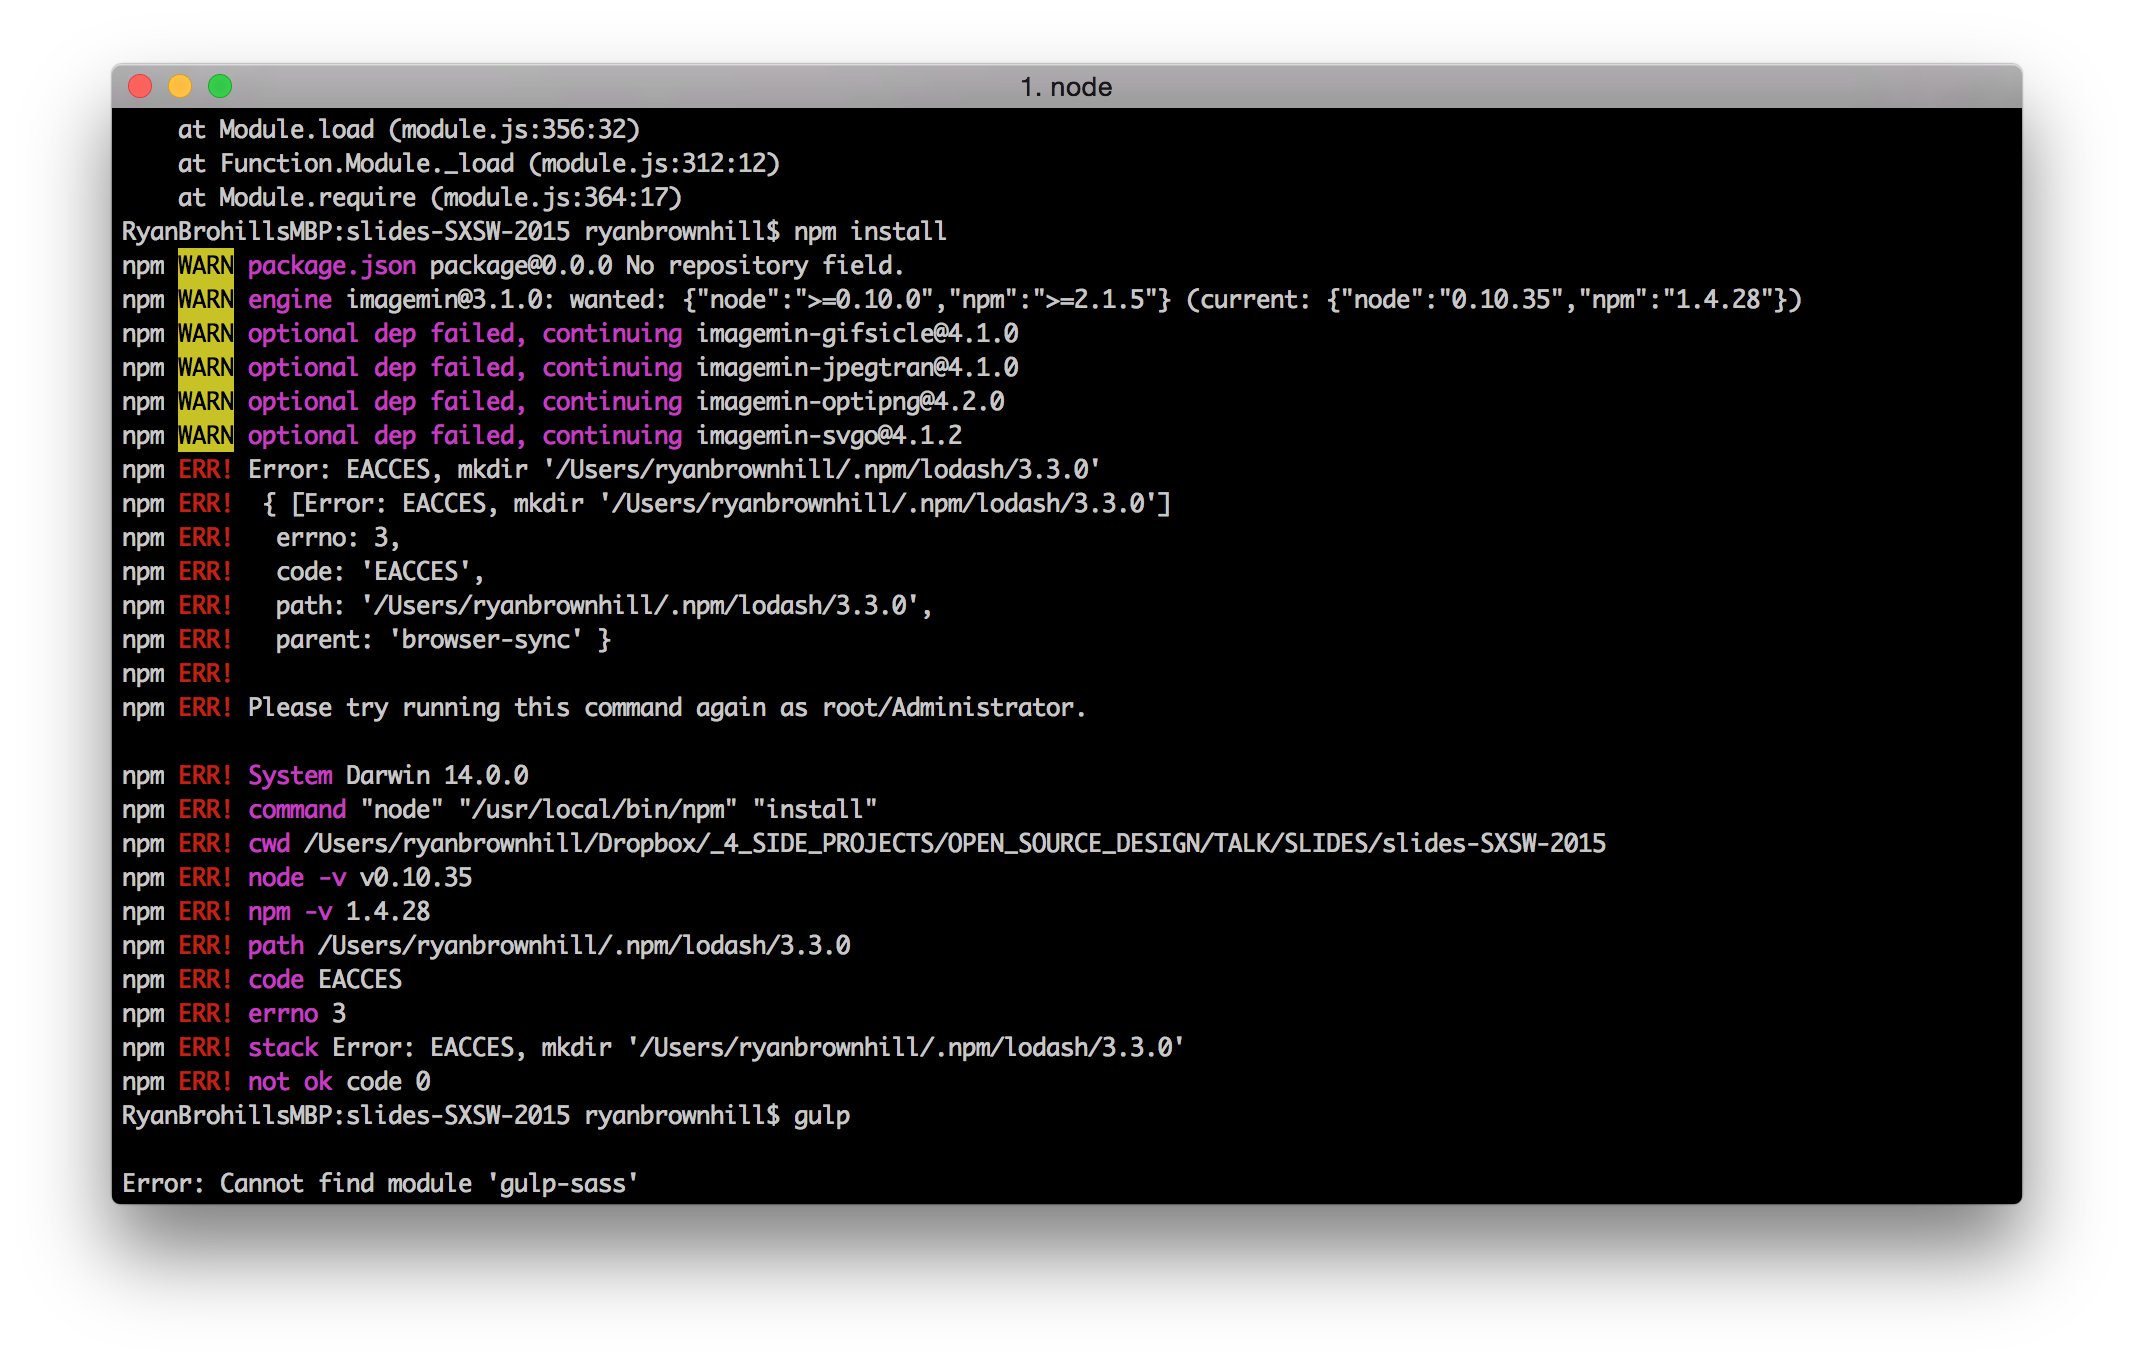 1. node
at Module.load (module.js:356:32)
at Function.Module._load (module.js:312:12)
at Module.require (module.js:364:17)
RyanBrohillsMBP:slides-SXSW-2015 ryanbrownhill$ npm install
npm WARN package.json package@0.0.0 No repository field.
npm WARN engine imagemin@3.1.0: wanted: {"node":">=0.10.0","npm":">=2.1.5"} (current: {"node":"0.10.35","npm":"1.4.28"})
npm WARN optional dep failed, continuing imagemin-gifsicle@4.1.0
npm WARN optional dep failed, continuing imagemin-jpegtran@4.1.0
npm WARN optional dep failed, continuing imagemin-optipng@4.2.0
npm WARN optional dep failed, continuing imagemin-svgo@4.1.2
npm ERR! Error: EACCES, mkdir '/Users/ryanbrownhill/.npm/lodash/3.3.0'
npm ERR!  { [Error: EACCES, mkdir '/Users/ryanbrownhill/.npm/lodash/3.3.0']
npm ERR!   errno: 3,
npm ERR!   code: 'EACCES',
npm ERR!   path: '/Users/ryanbrownhill/.npm/lodash/3.3.0',
npm ERR!   parent: 'browser-sync' }
npm ERR!
npm ERR! Please try running this command again as root/Administrator.
npm ERR! System Darwin 14.0.0
npm ERR! command "node" "/usr/local/bin/npm" "install"
npm ERR! cwd /Users/ryanbrownhill/Dropbox/_4_SIDE_PROJECTS/OPEN_SOURCE_DESIGN/TALK/SLIDES/slides-SXSW-2015
npm ERR! node -v v0.10.35
npm ERR! npm -v 1.4.28
npm ERR! path /Users/ryanbrownhill/.npm/lodash/3.3.0
npm ERR! code EACCES
npm ERR! errno 3
npm ERR! stack Error: EACCES, mkdir '/Users/ryanbrownhill/.npm/lodash/3.3.0'
npm ERR! not ok code 0
RyanBrohillsMBP:slides-SXSW-2015 ryanbrownhill$ gulp
Error: Cannot find module 'gulp-sass'